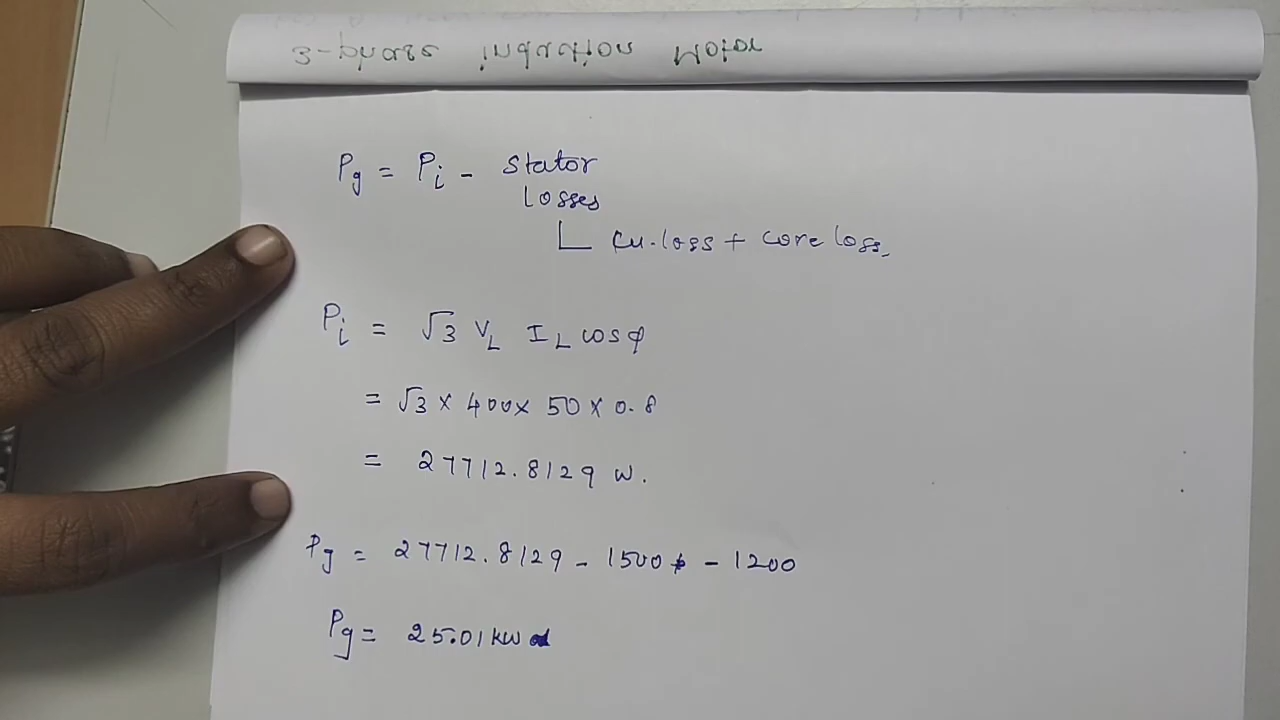 3-phase induction Motor
Pg = Pi - Stator
Losses
Cu.loss + core loss.
Pi = √3 VL IL cosφ
= √3 × 400 × 50 × 0.8
= 27712.8129 W.
Pg = 27712.8129 - 1500 - 1200
Pg = 25.01 kW